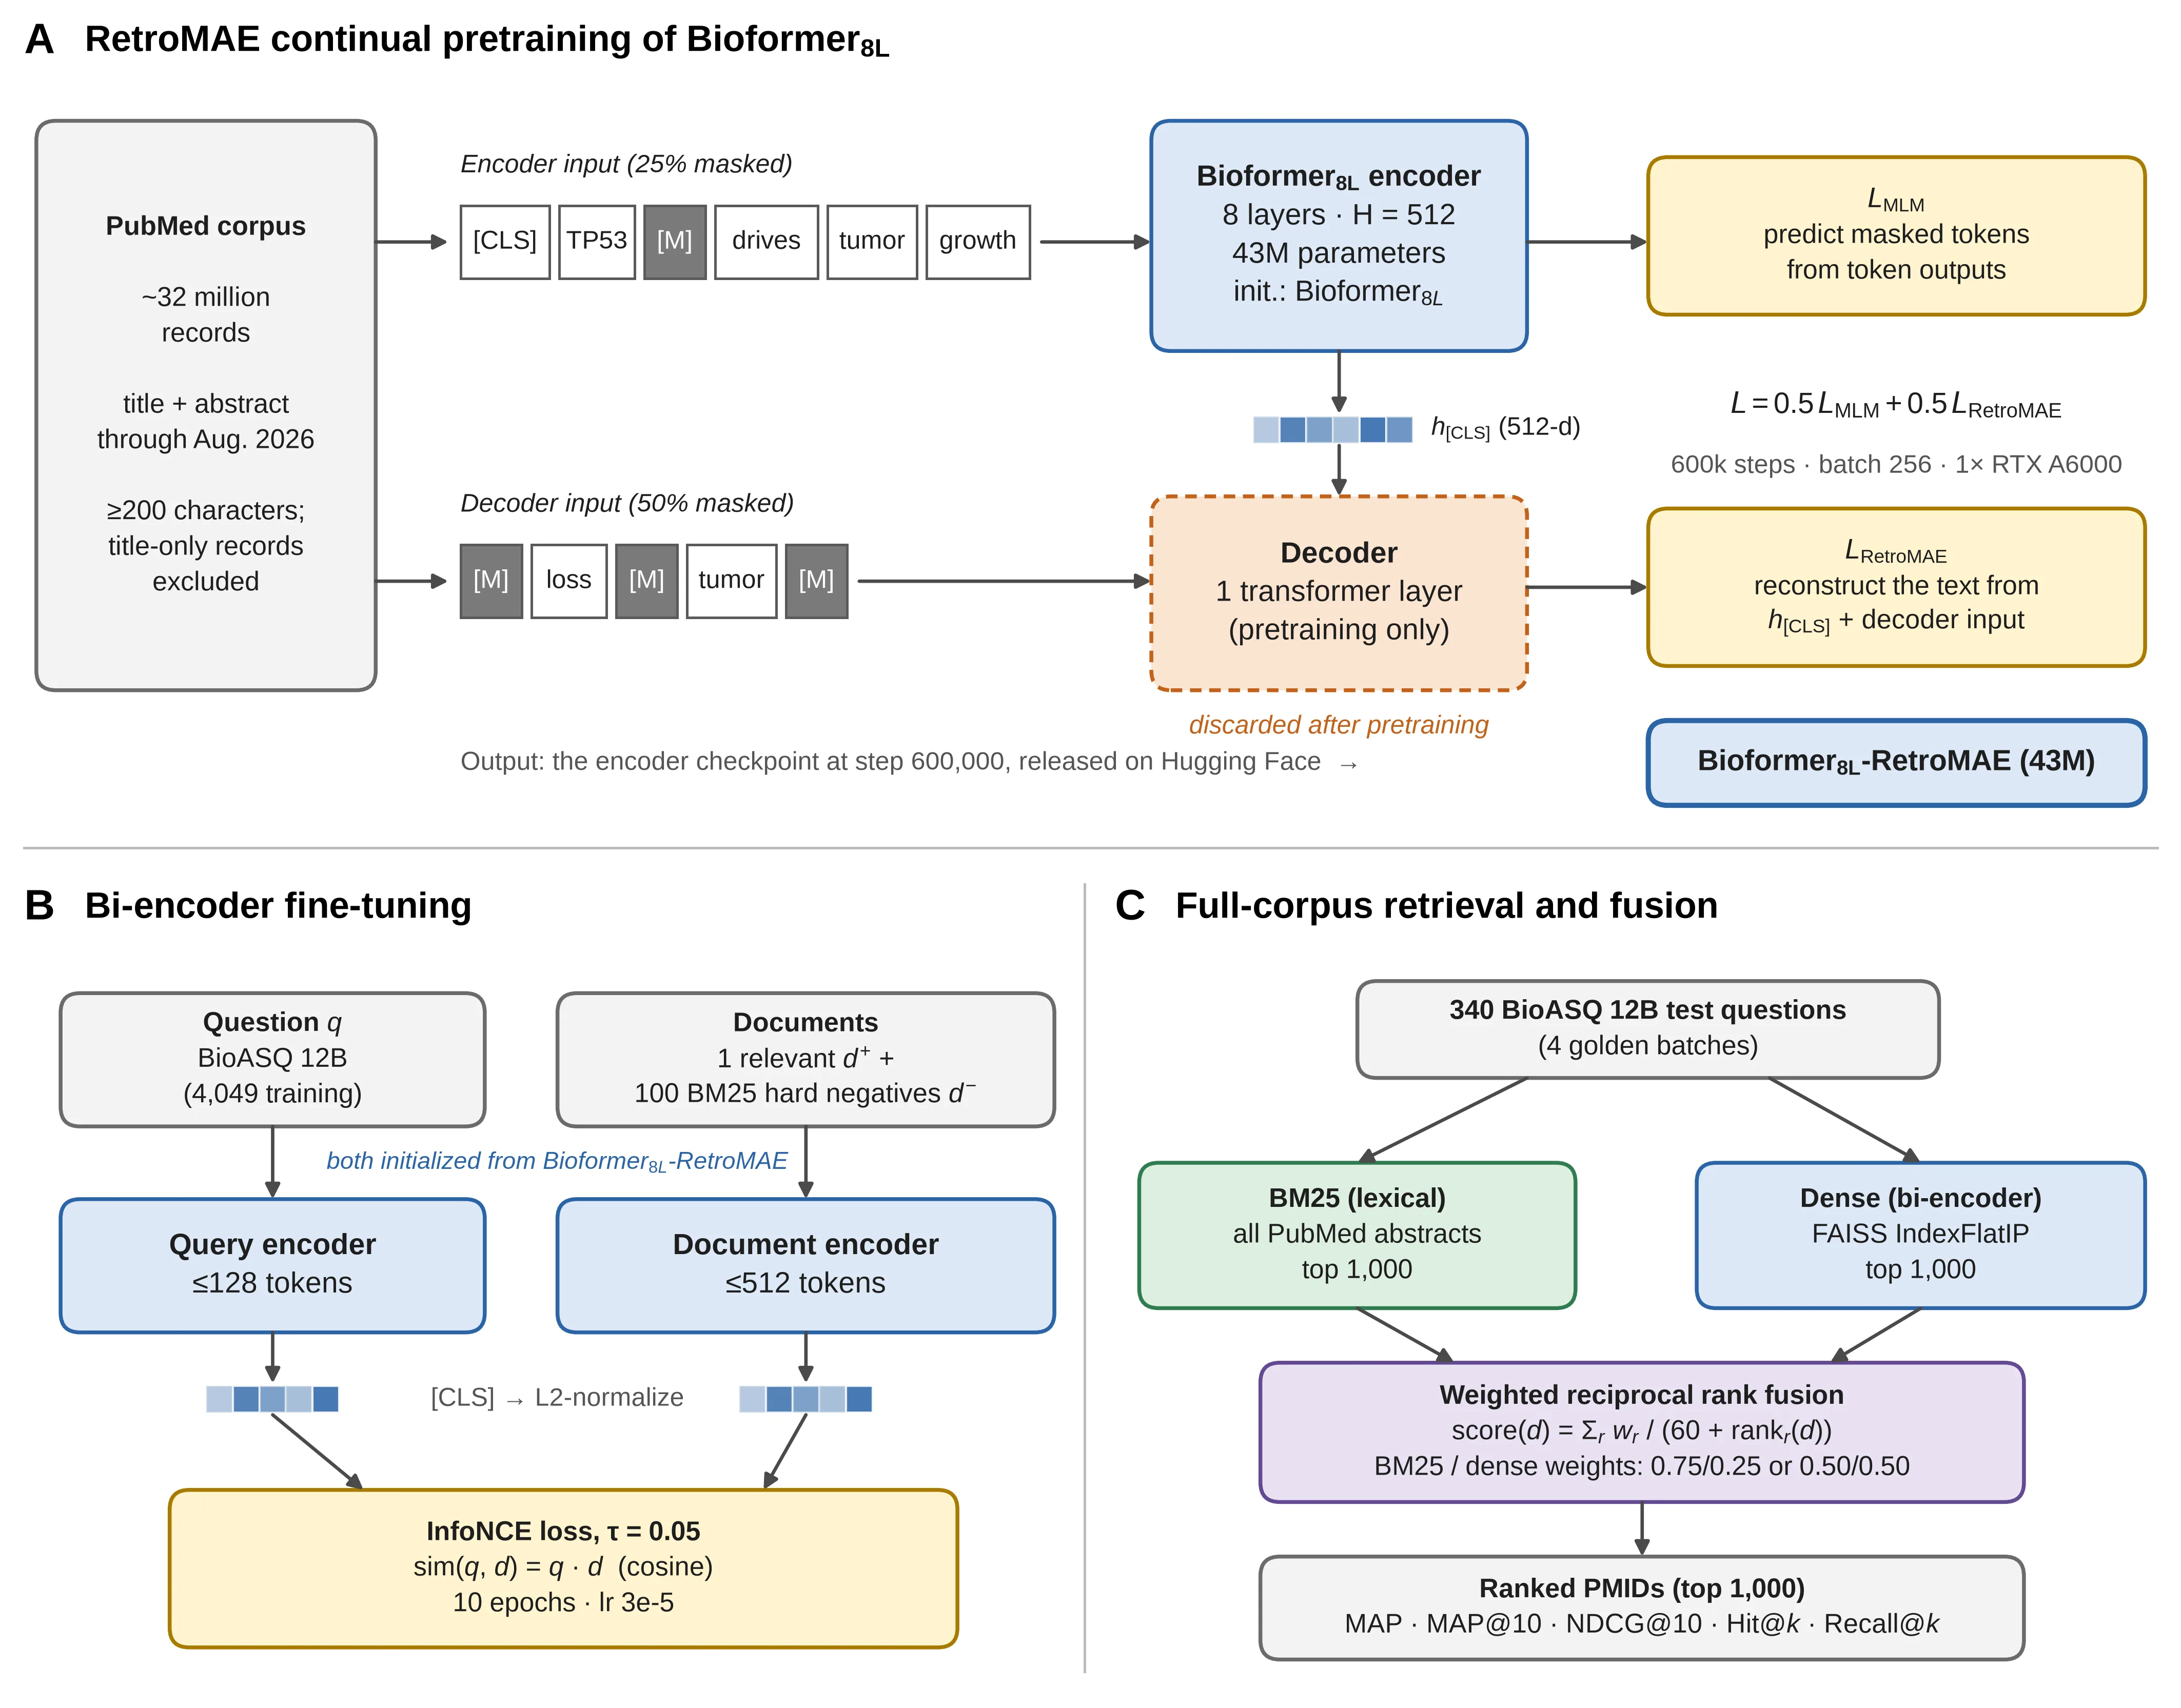 A RetroMAE continual pretraining of Bioformer8L
PubMed corpus
~32 million
records
title + abstract
through Aug. 2026
≥200 characters;
title-only records
excluded
Encoder input (25% masked)
[CLS] TP53 [M] drives tumor growth
Bioformer8L encoder
8 layers · H = 512
43M parameters
init.: Bioformer8L
LMLM
predict masked tokens
from token outputs
h[CLS] (512-d)
L = 0.5 LMLM + 0.5 LRetroMAE
600k steps · batch 256 · 1× RTX A6000
Decoder input (50% masked)
[M] loss [M] tumor [M]
Decoder
1 transformer layer
(pretraining only)
discarded after pretraining
LRetroMAE
reconstruct the text from
h[CLS] + decoder input
Output: the encoder checkpoint at step 600,000, released on Hugging Face →
Bioformer8L-RetroMAE (43M)
B Bi-encoder fine-tuning
Question q
BioASQ 12B
(4,049 training)
Documents
1 relevant d+ +
100 BM25 hard negatives d−
both initialized from Bioformer8L-RetroMAE
Query encoder
≤128 tokens
Document encoder
≤512 tokens
[CLS] → L2-normalize
InfoNCE loss, τ = 0.05
sim(q, d) = q · d (cosine)
10 epochs · lr 3e-5
C Full-corpus retrieval and fusion
340 BioASQ 12B test questions
(4 golden batches)
BM25 (lexical)
all PubMed abstracts
top 1,000
Dense (bi-encoder)
FAISS IndexFlatIP
top 1,000
Weighted reciprocal rank fusion
score(d) = Σr wr / (60 + rankr(d))
BM25 / dense weights: 0.75/0.25 or 0.50/0.50
Ranked PMIDs (top 1,000)
MAP · MAP@10 · NDCG@10 · Hit@k · Recall@k